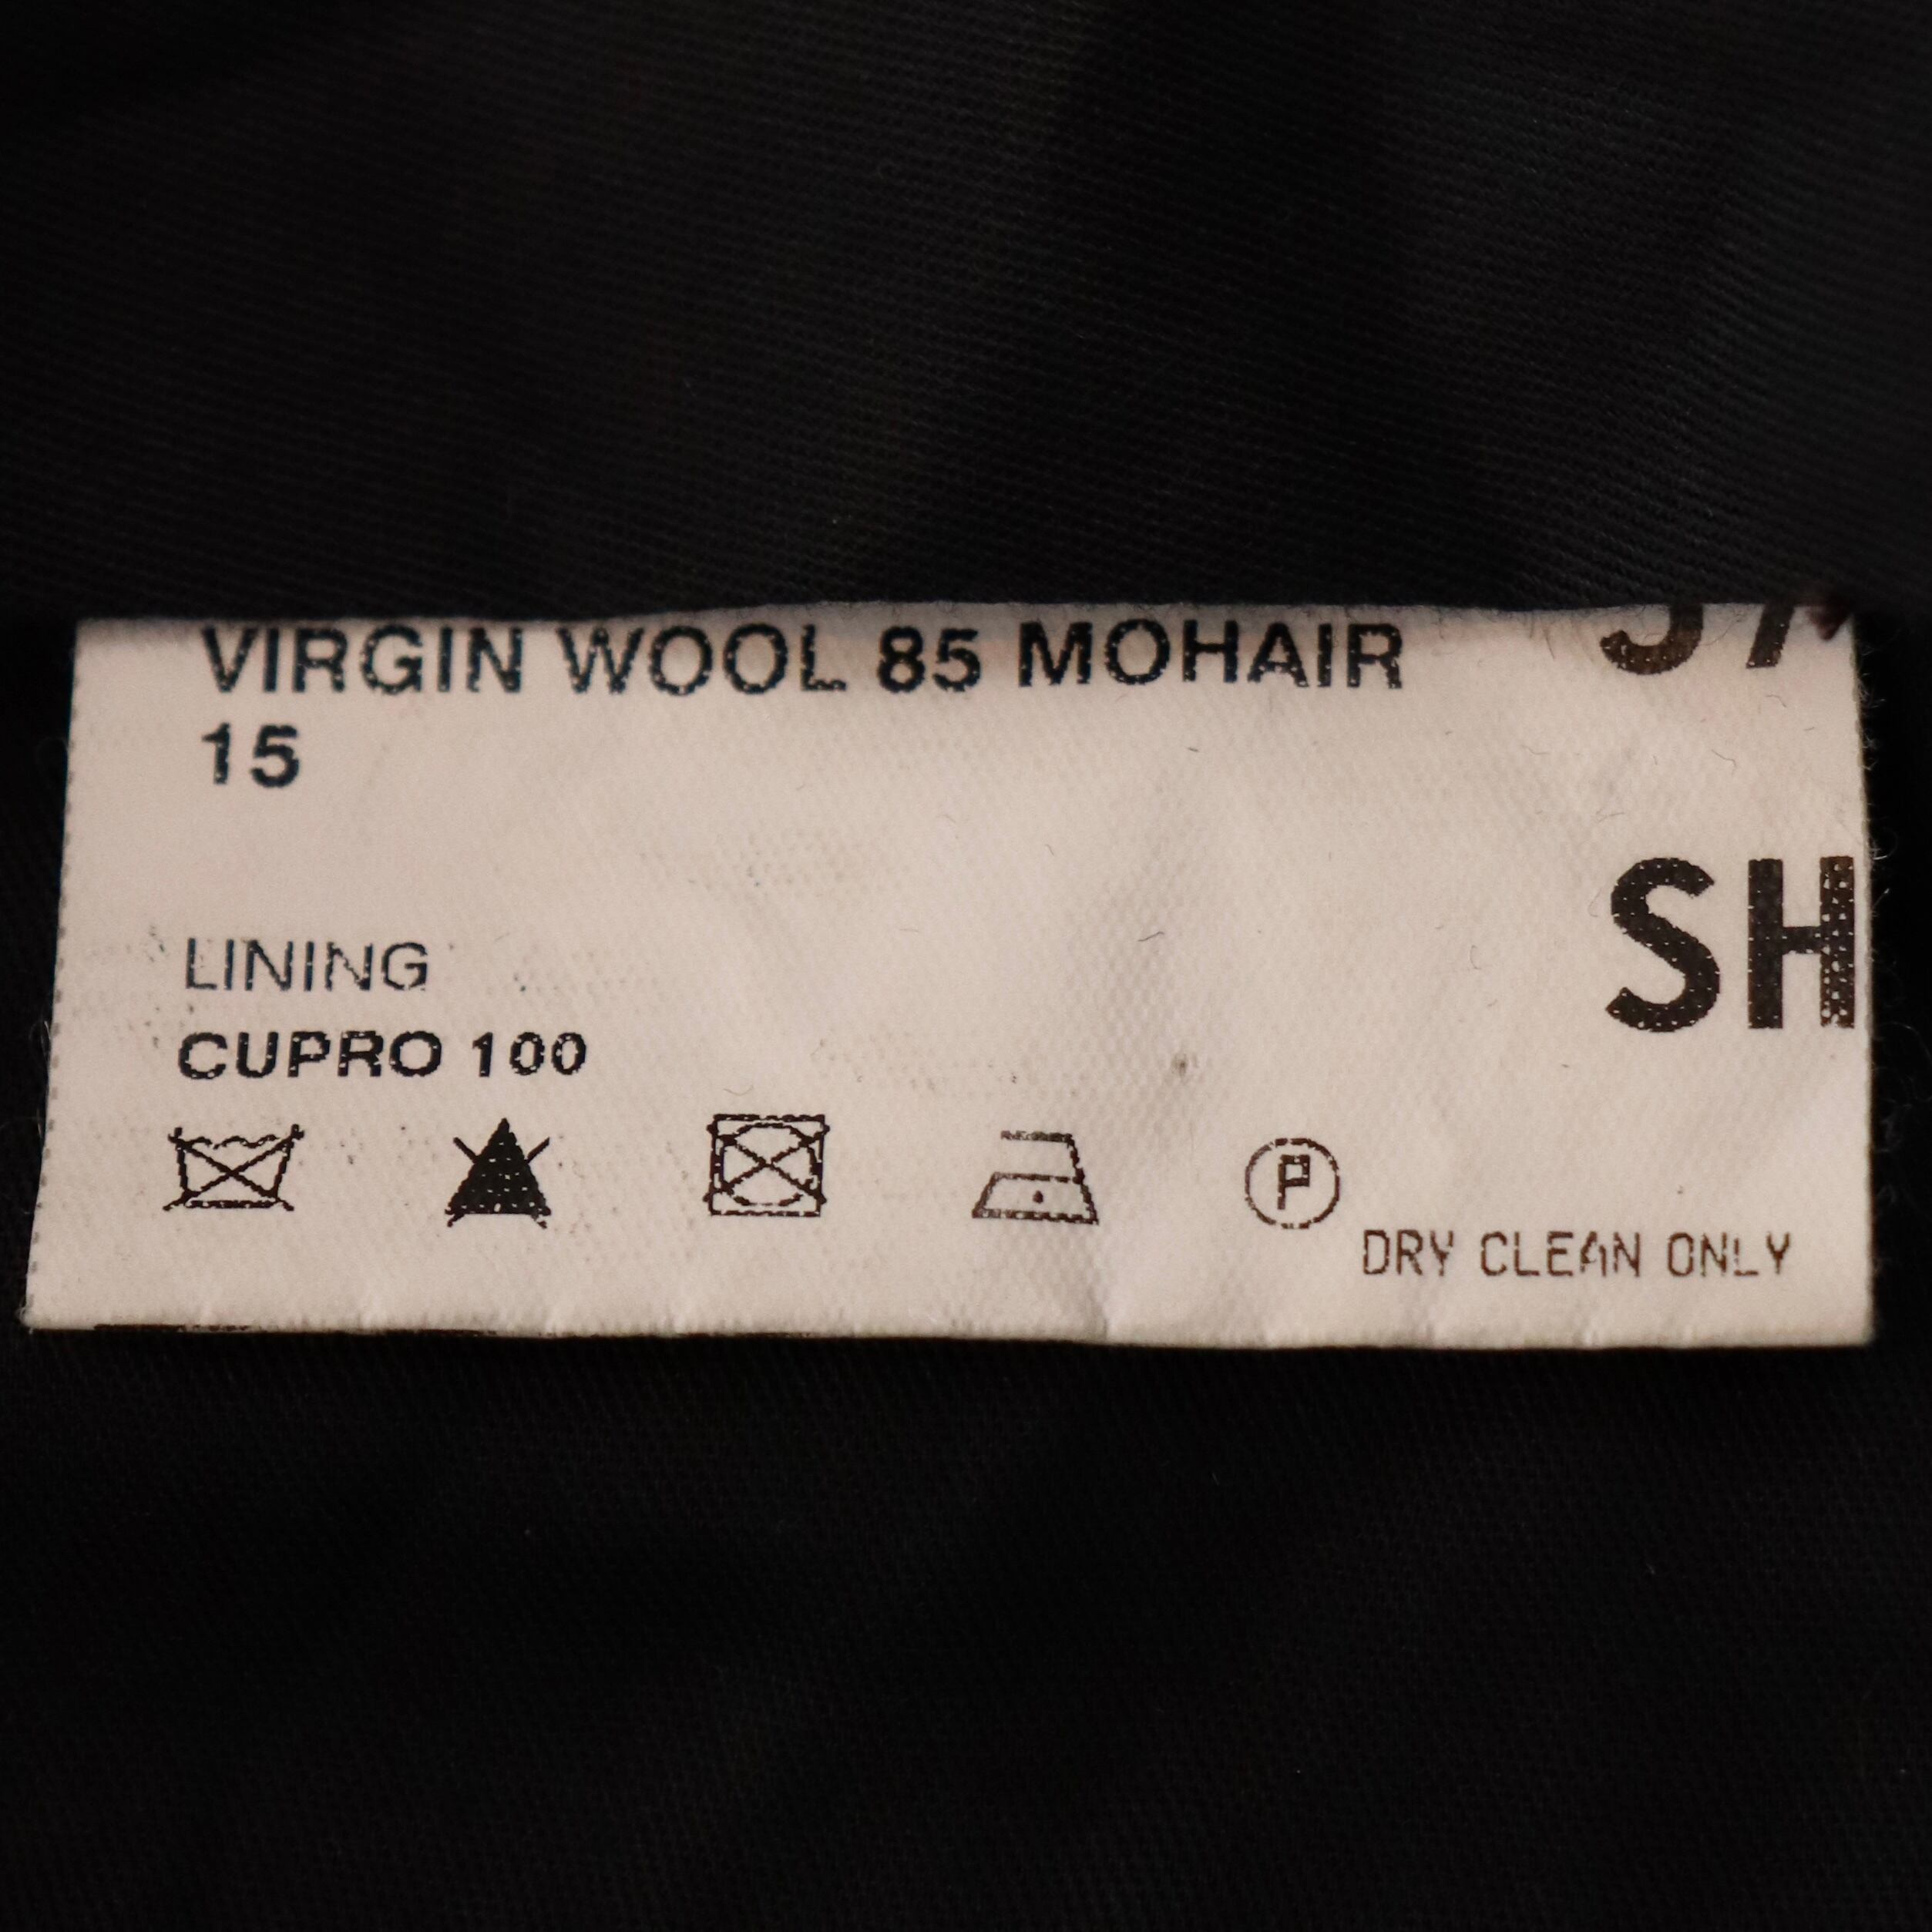 VIRGIN WOOL 85 MOHAIR
15
SH
LINING
CUPRO 100
P
DRY CLEAN ONLY